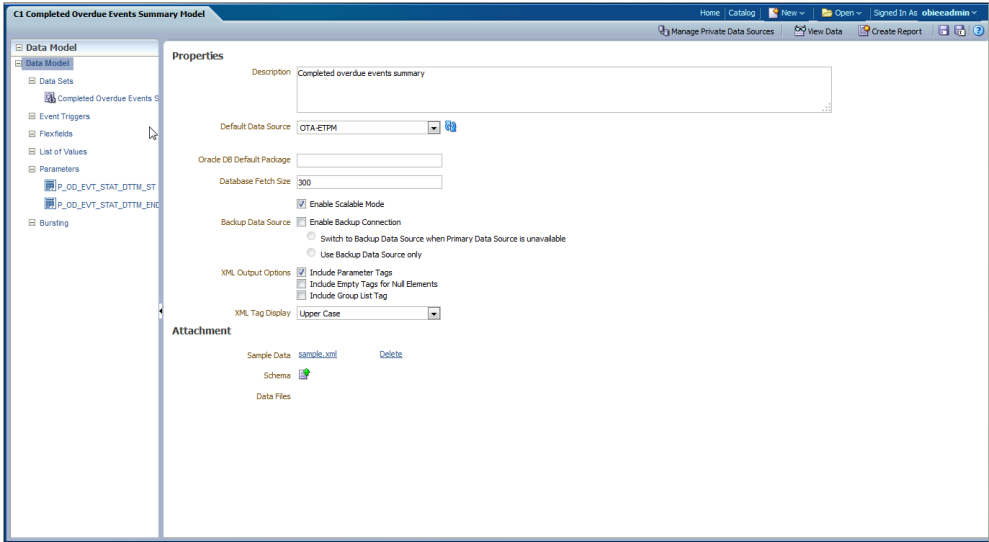 C1 Completed Overdue Events Summary Model
Home Catalog New Open Signed In As obieeadmin
Manage Private Data Sources View Data Create Report
Data Model
Data Model
Data Sets
Completed Overdue Events S
Event Triggers
Flexfields
List of Values
Parameters
P_OD_EVT_STAT_DTTM_ST
P_OD_EVT_STAT_DTTM_END
Bursting
Properties
Description Completed overdue events summary
Default Data Source OTA-ETPM
Oracle DB Default Package
Database Fetch Size 300
Enable Scalable Mode
Backup Data Source Enable Backup Connection
Switch to Backup Data Source when Primary Data Source is unavailable
Use Backup Data Source only
XML Output Options Include Parameter Tags
Include Empty Tags for Null Elements
Include Group List Tag
XML Tag Display Upper Case
Attachment
Sample Data sample.xml Delete
Schema
Data Files